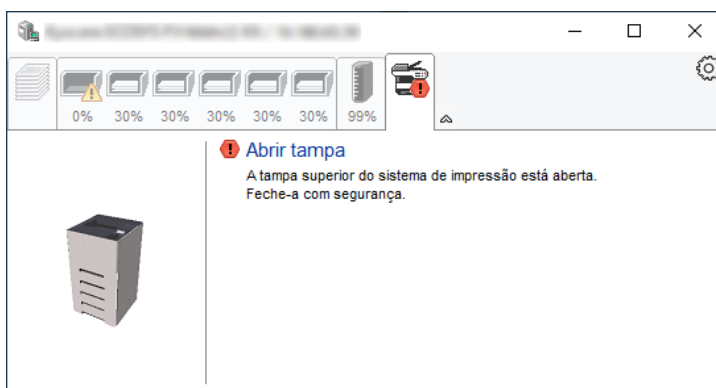 0% 30% 30% 30% 30% 30% 99%
Abrir tampa
A tampa superior do sistema de impressão está aberta.
Feche-a com segurança.